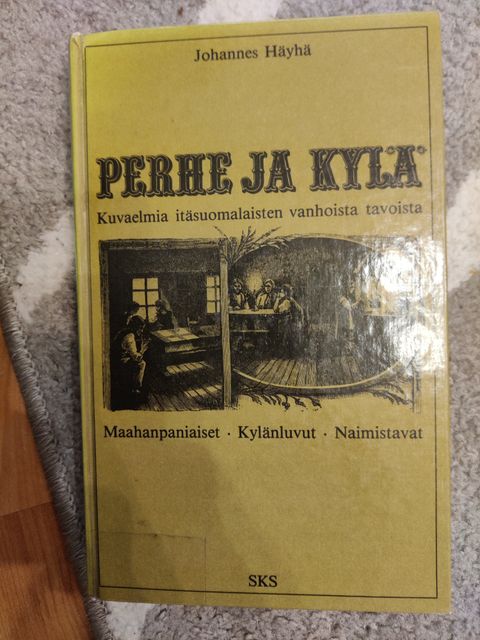 Johannes Häyhä
PERHE JA KYLÄ
Kuvaelmia itäsuomalaisten vanhoista tavoista
Maahanpaniaiset · Kylänluvut · Naimistavat
SKS